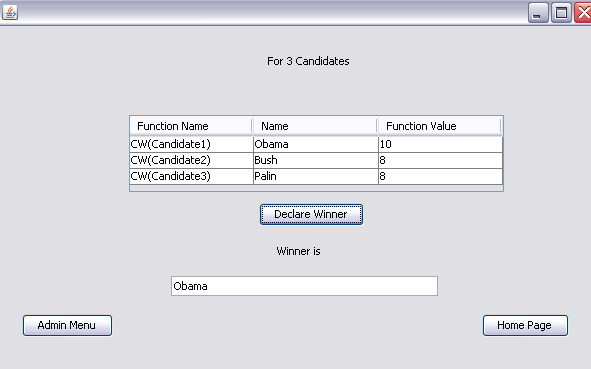 For 3 Candidates
Function Name Name Function Value
CW(Candidate1) Obama 10
CW(Candidate2) Bush 8
CW(Candidate3) Palin 8
Declare Winner
Winner is
Obama
Admin Menu Home Page